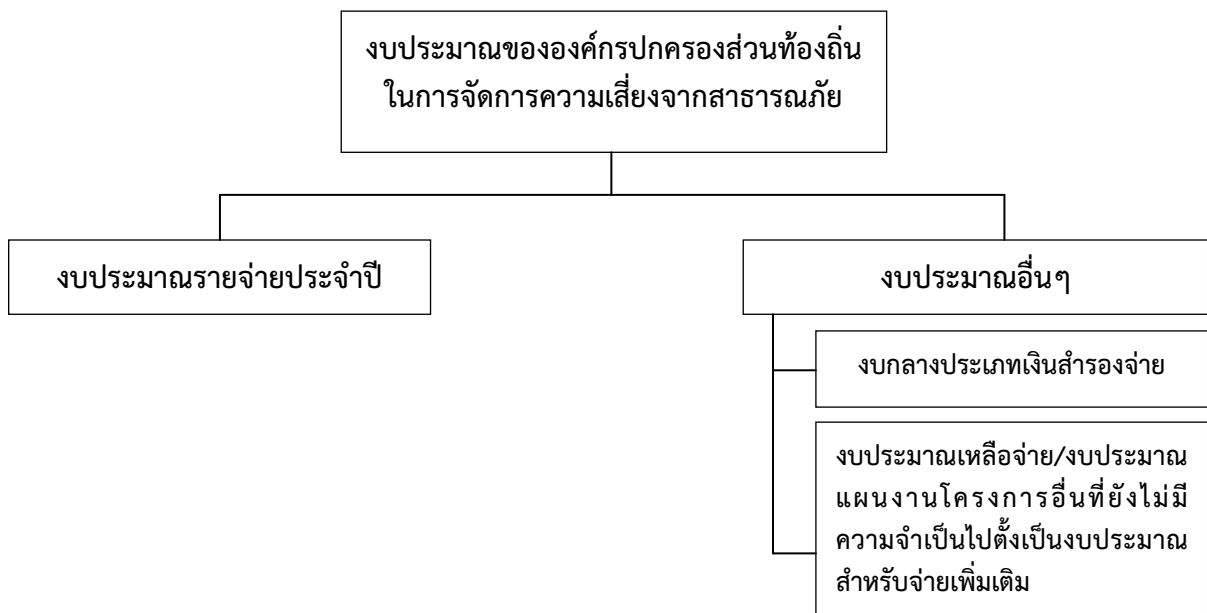 งบประมาณขององค์กรปกครองส่วนท้องถิ่น
ในการจัดการความเสี่ยงจากสาธารณภัย
งบประมาณรายจ่ายประจำปี
งบประมาณอื่นๆ
งบกลางประเภทเงินสำรองจ่าย
งบประมาณเหลือจ่าย/งบประมาณ
แผนงานโครงการอื่นที่ยังไม่มี
ความจำเป็นไปตั้งเป็นงบประมาณ
สำหรับจ่ายเพิ่มเติม